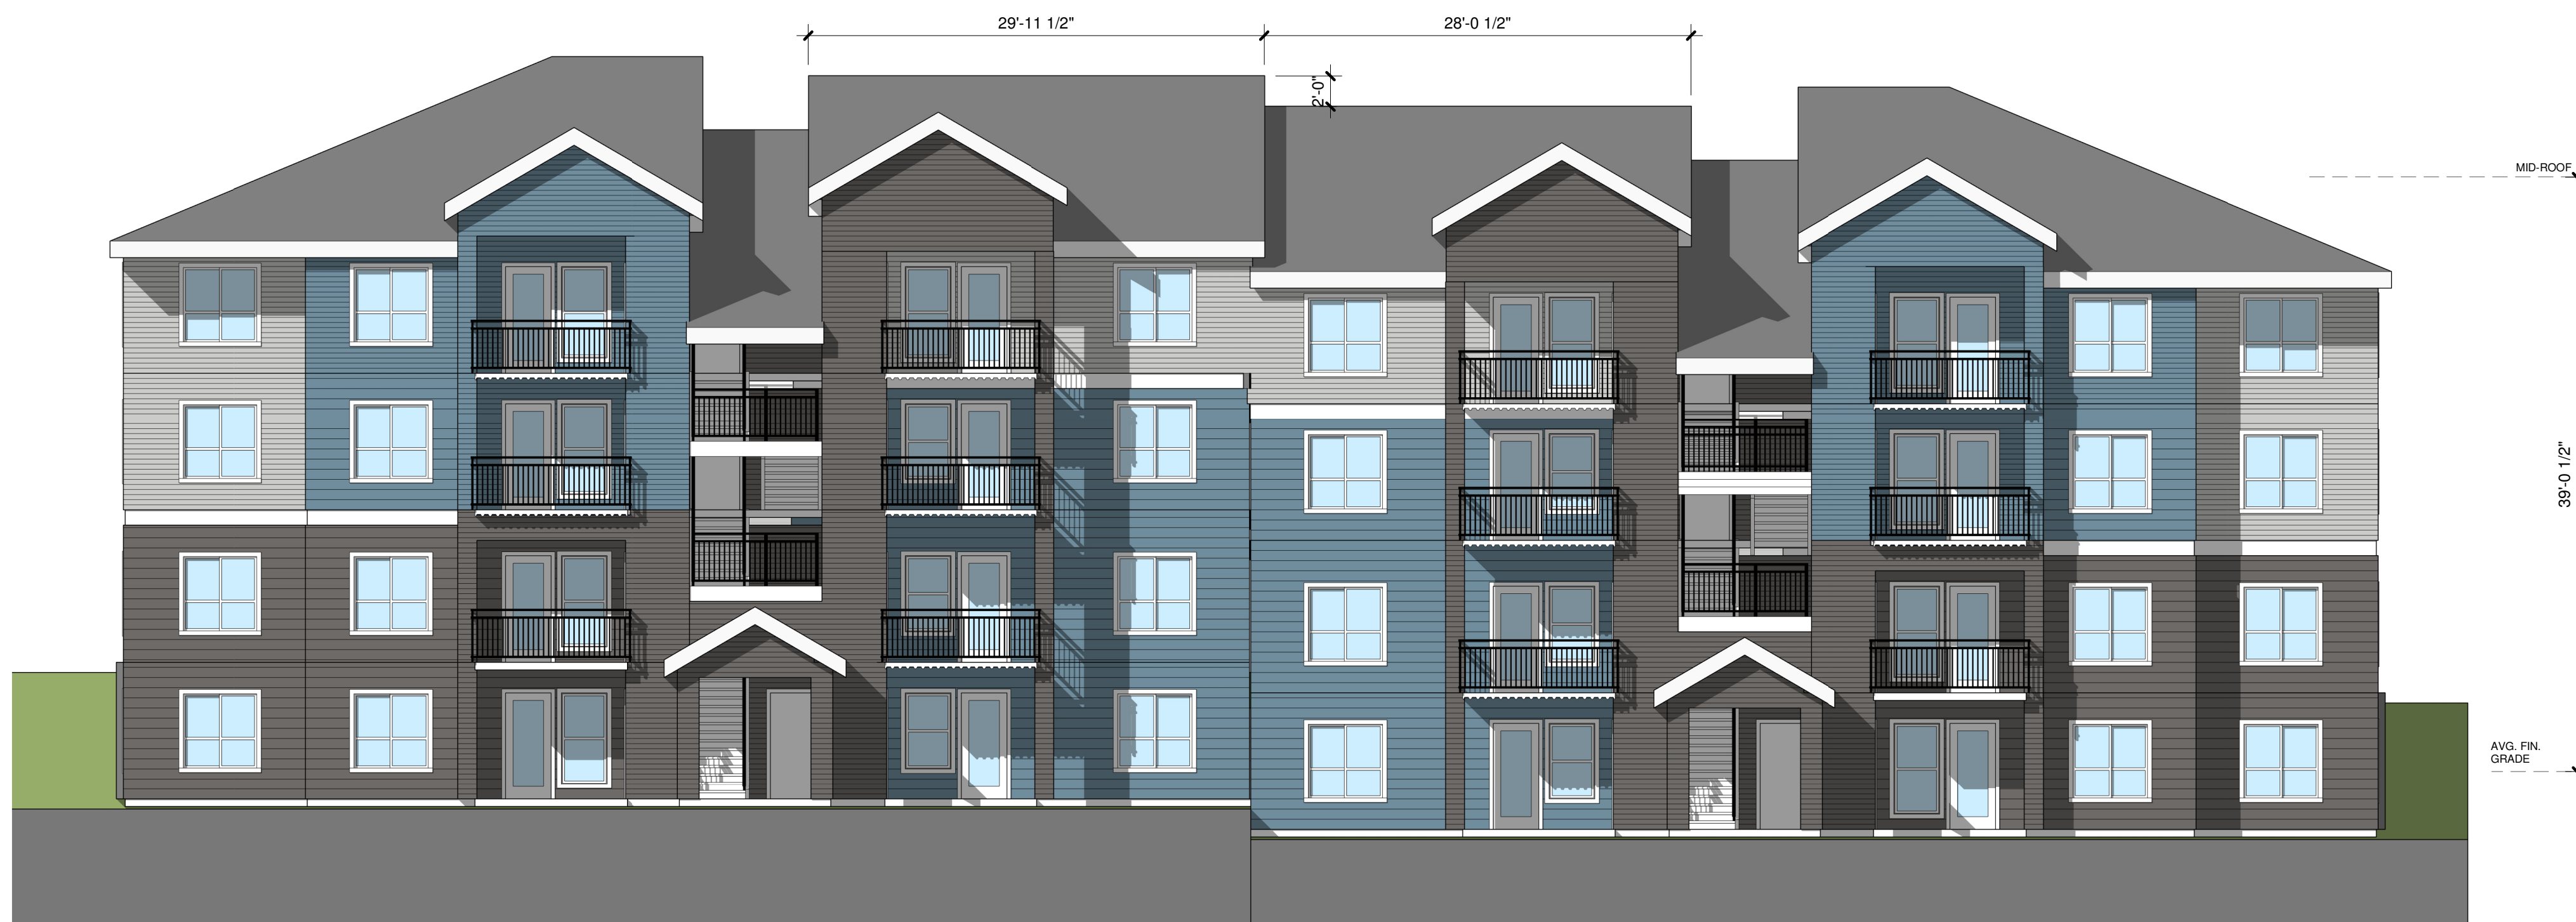 29'-11 1/2"
28'-0 1/2"
2'-0"
MID-ROOF
39'-0 1/2"
AVG. FIN.
GRADE